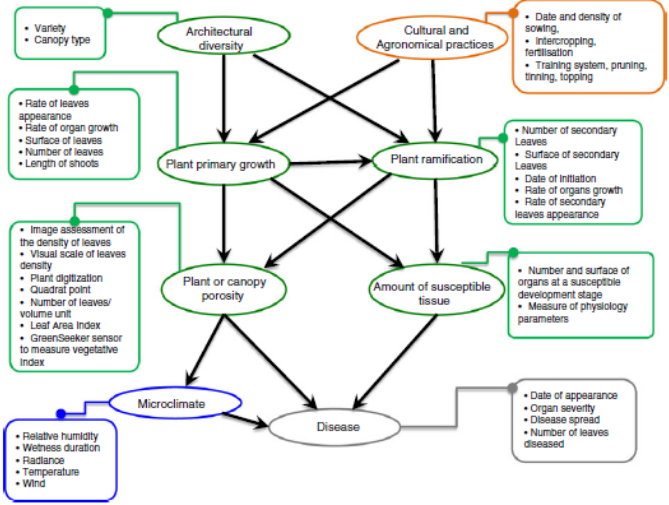 • Variety
• Canopy type
Architectural
diversity
Cultural and
Agronomical practices
• Date and density of
sowing,
• Intercropping,
fertilisation
• Training system, pruning,
tinning, topping
• Rate of leaves
appearance
• Rate of organ growth
• Surface of leaves
• Number of leaves
• Length of shoots
Plant primary growth
Plant ramification
• Number of secondary
Leaves
• Surface of secondary
Leaves
• Date of initiation
• Rate of organs growth
• Rate of secondary
leaves appearance
• Image assessment of
the density of leaves
• Visual scale of leaves
density
• Plant digitization
• Quadrat point
• Number of leaves/
volume unit
• Leaf Area Index
• GreenSeeker sensor
to measure vegetative
Index
Plant or canopy
porosity
Amount of susceptible
tissue
• Number and surface of
organs at a susceptible
development stage
• Measure of physiology
parameters
Microclimate
Disease
• Relative humidity
• Wetness duration
• Radiance
• Temperature
• Wind
• Date of appearance
• Organ severity
• Disease spread
• Number of leaves
diseased